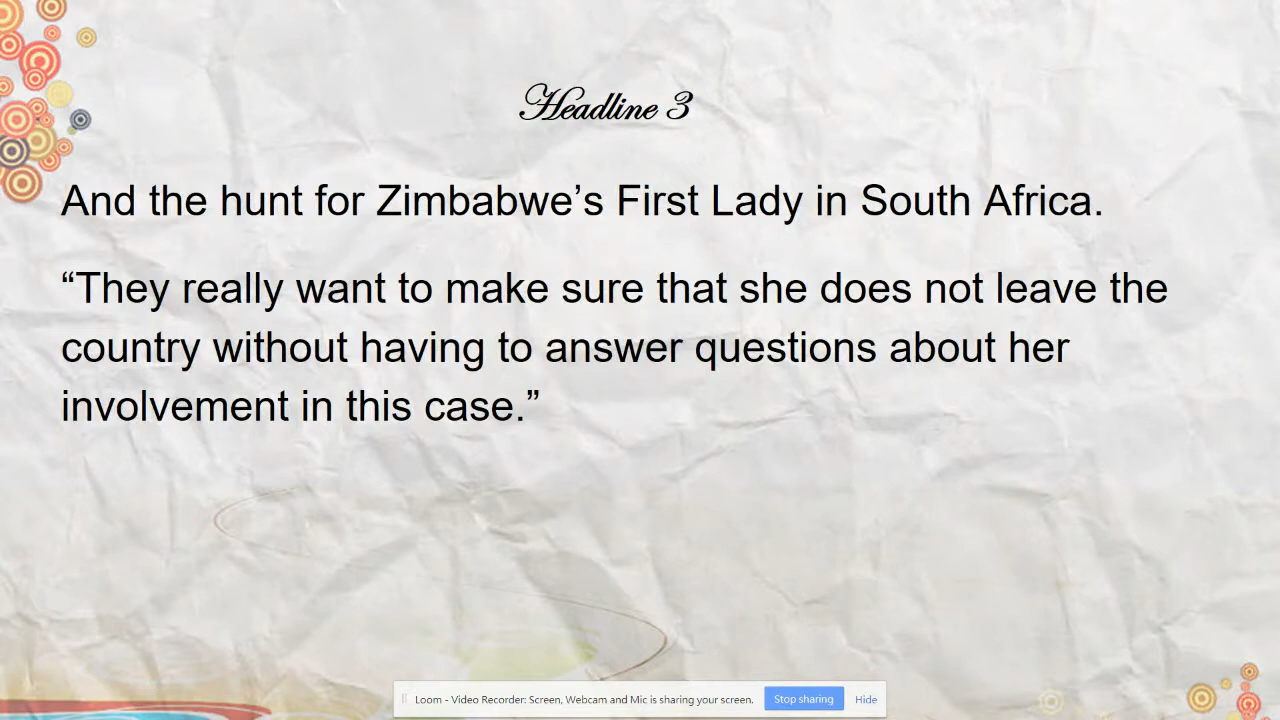 Headline 3
And the hunt for Zimbabwe’s First Lady in South Africa.
“They really want to make sure that she does not leave the
country without having to answer questions about her
involvement in this case.”
Loom - Video Recorder: Screen, Webcam and Mic is sharing your screen. Stop sharing Hide